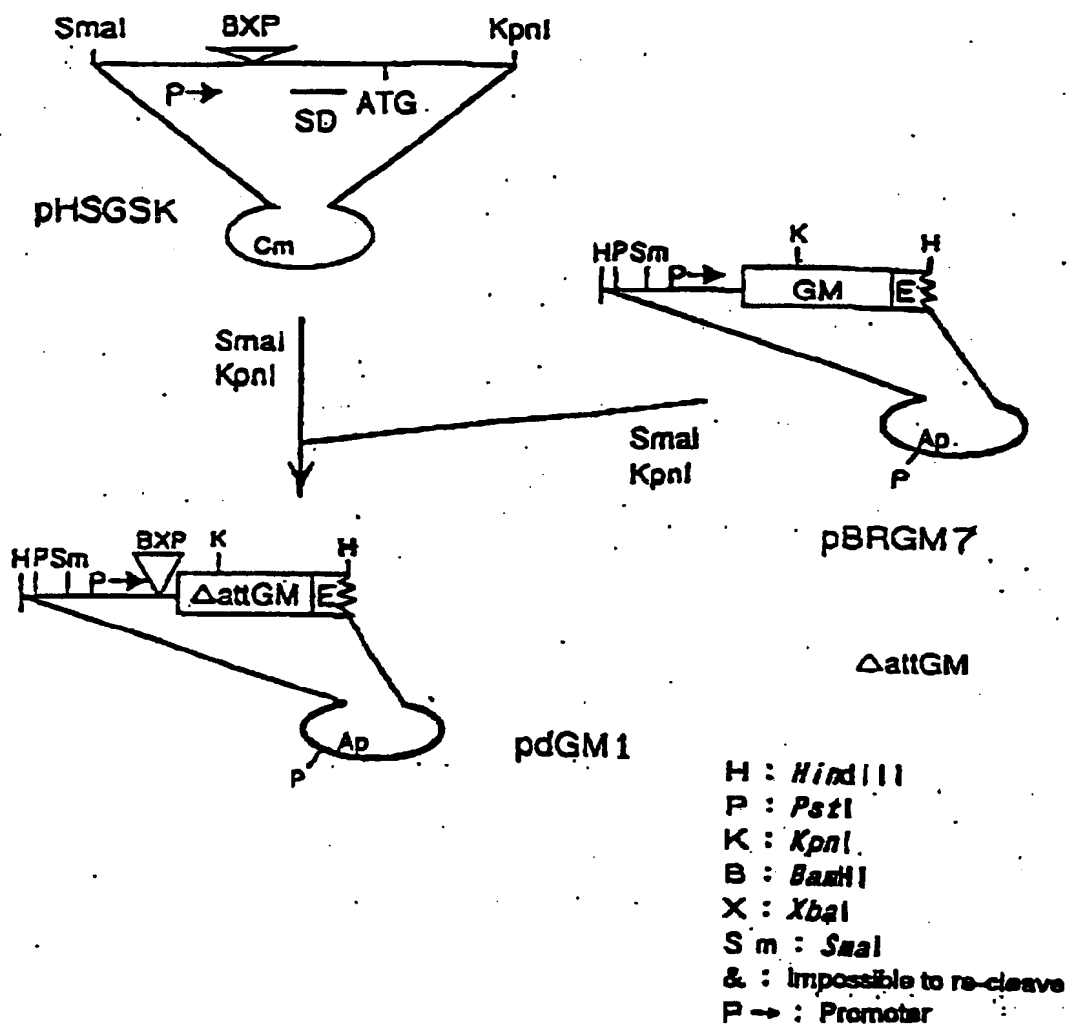 SmaI BXP KpnI
P→ SD ATG
pHSGSK
Cm
SmaI
KpnI
HPSm P→ K H
GM E
Ap
P
SmaI
KpnI
pBRGM7
HPSm P→ BXP K H
ΔattGM E
Ap
P
pdGM1
ΔattGM
H : HindIII
P : PstI
K : KpnI
B : BamHI
X : XbaI
Sm : SmaI
& : Impossible to re-cleave
P→ : Promoter